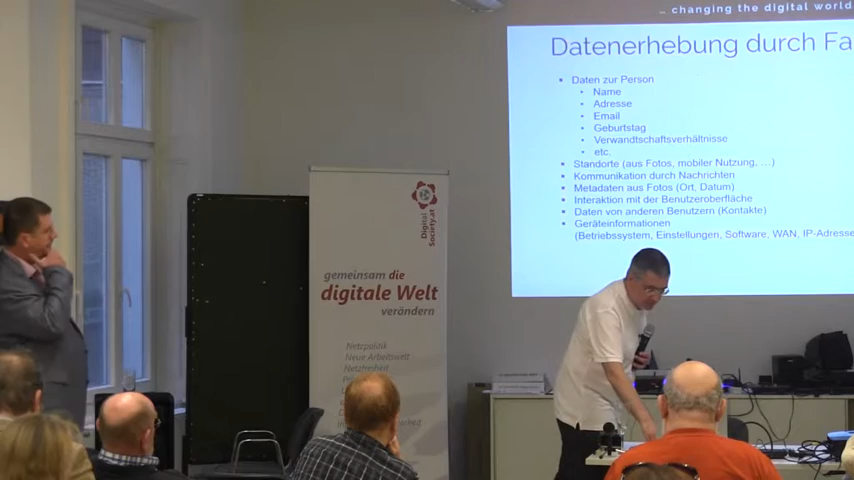 … changing the digital world
Datenerhebung durch Fa
Daten zur Person
Name
Adresse
Email
Geburtstag
Verwandtschaftsverhältnisse
etc.
Standorte (aus Fotos, mobiler Nutzung, …)
Kommunikation durch Nachrichten
Metadaten aus Fotos (Ort, Datum)
Interaktion mit der Benutzeroberfläche
Daten von anderen Benutzern (Kontakte)
Geräteinformationen
(Betriebssystem, Einstellungen, Software, WAN, IP-Adresse
Digital
Society.at
gemeinsam die
digitale Welt
verändern
Netzpolitik
Neue Arbeitswelt
Netzfreiheit